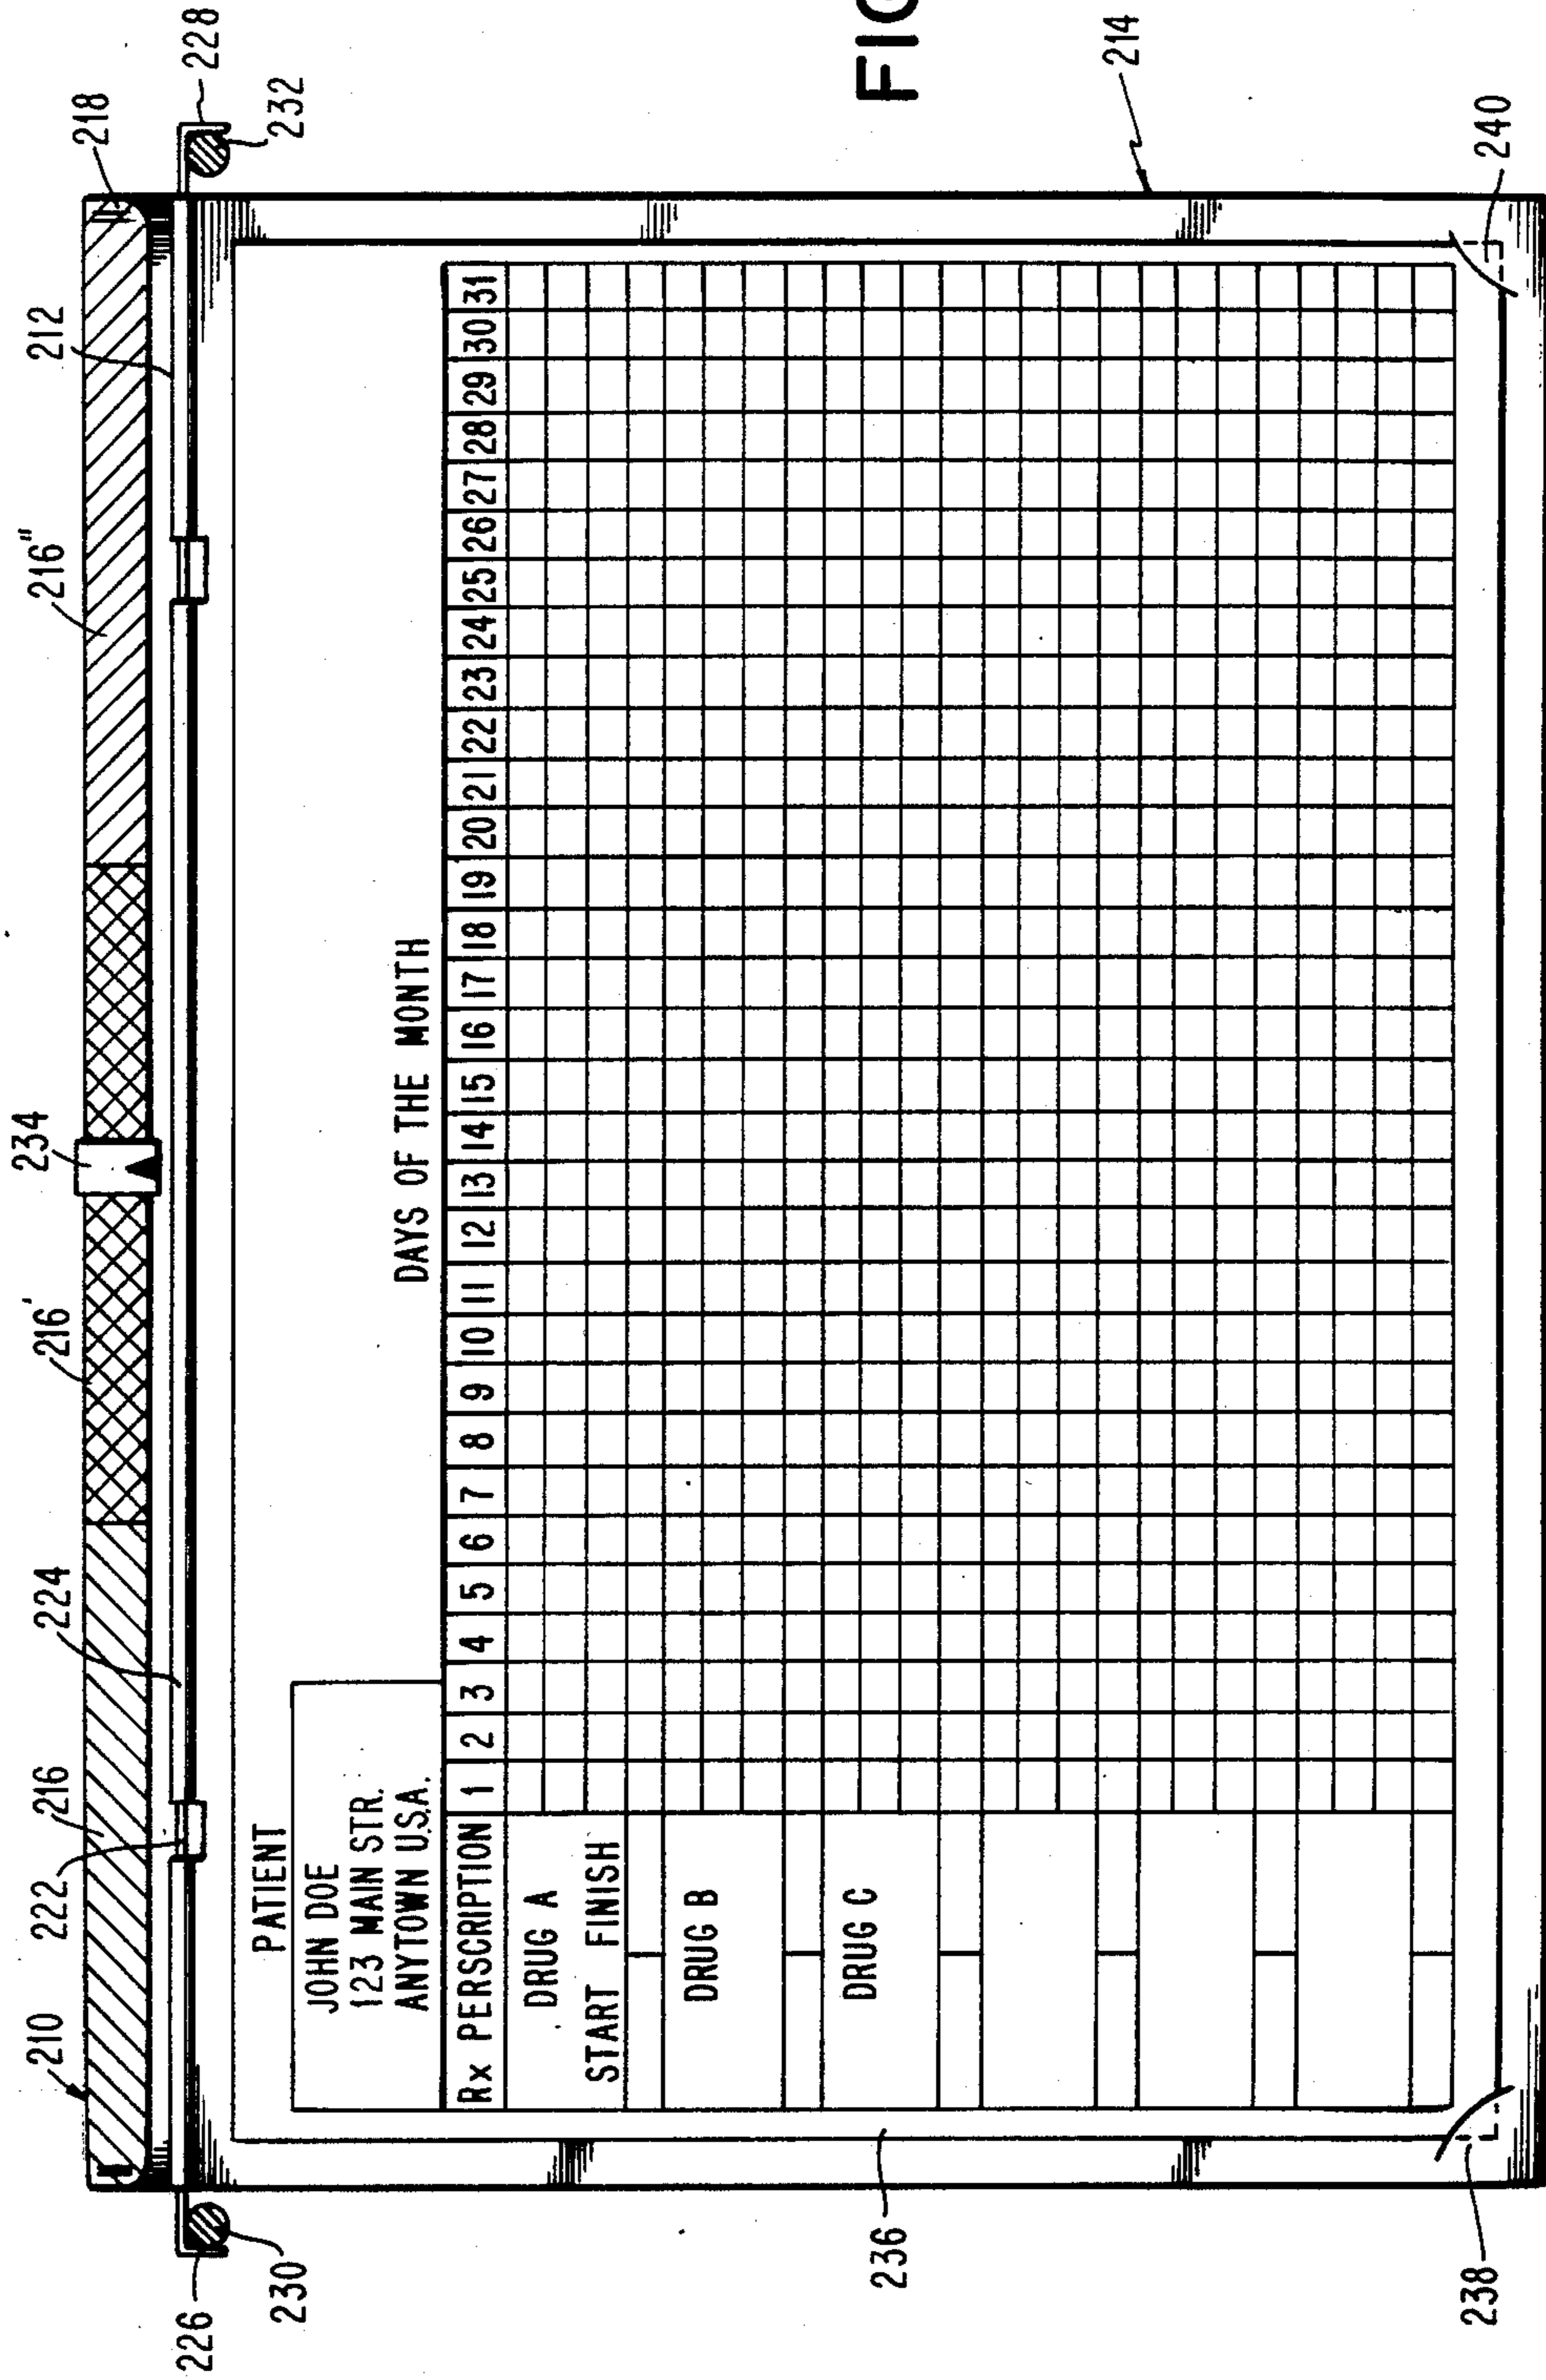 210
222
216
224
216'
234
216"
212
218
228
232
226
230
FIG
214
PATIENT
JOHN DOE
123 MAIN STR.
ANYTOWN U.S.A.
DAYS OF THE MONTH
Rx PERSCRIPTION 1 2 3 4 5 6 7 8 9 10 11 12 13 14 15 16 17 18 19 20 21 22 23 24 25 26 27 28 29 30 31
DRUG A
START FINISH
DRUG B
DRUG C
236
238
240